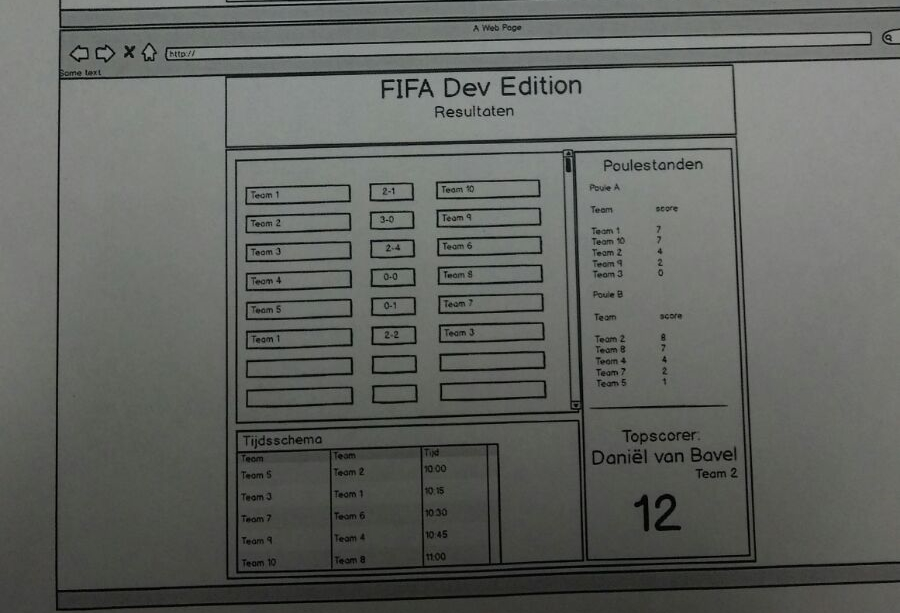 A Web Page
http://
Some text
FIFA Dev Edition
Resultaten
Team 1 2-1 Team 10
Team 2 3-0 Team 9
Team 3 2-4 Team 6
Team 4 0-0 Team 8
Team 5 0-1 Team 7
Team 1 2-2 Team 3
Poulestanden
Poule A
Team score
Team 1 7
Team 10 7
Team 2 4
Team 9 2
Team 3 0
Poule B
Team score
Team 2 8
Team 8 7
Team 4 4
Team 7 2
Team 5 1
Topscorer:
Daniël van Bavel
Team 2
12
Tijdsschema
Team Team Tijd
Team 5 Team 2 10:00
Team 3 Team 1 10:15
Team 7 Team 6 10:30
Team 9 Team 4 10:45
Team 10 Team 8 11:00